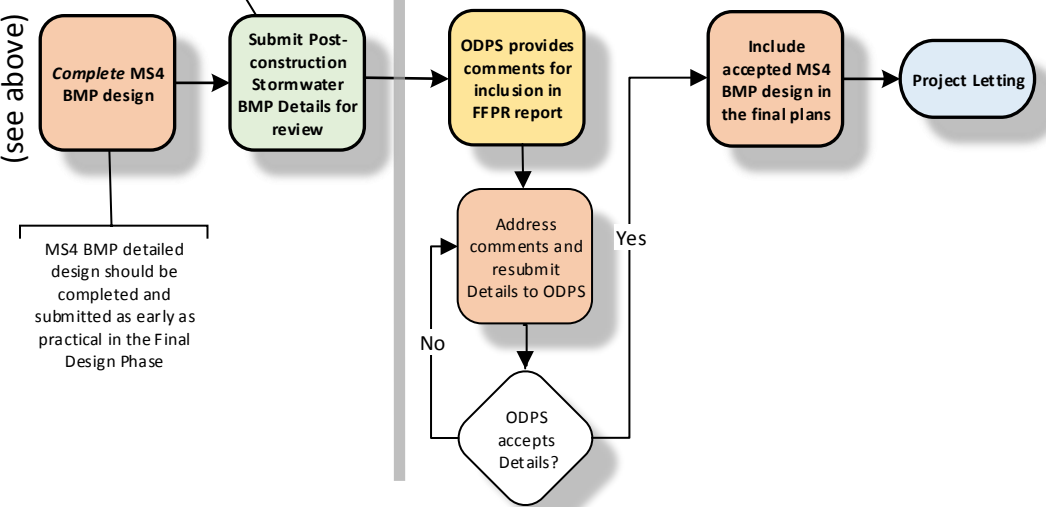 (see above)
Complete MS4
BMP design
Submit Post-
construction
Stormwater
BMP Details for
review
ODPS provides
comments for
inclusion in
FFPR report
Include
accepted MS4
BMP design in
the final plans
Project Letting
MS4 BMP detailed
design should be
completed and
submitted as early as
practical in the Final
Design Phase
Address
comments and
resubmit
Details to ODPS
Yes
No
ODPS
accepts
Details?